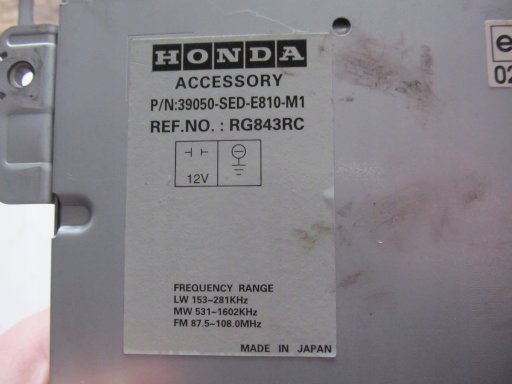 HONDA
ACCESSORY
P/N:39050-SED-E810-M1
REF.NO. : RG843RC
12V
FREQUENCY RANGE
LW 153~281KHz
MW 531~1602KHz
FM 87.5~108.0MHz
MADE IN JAPAN
e
02